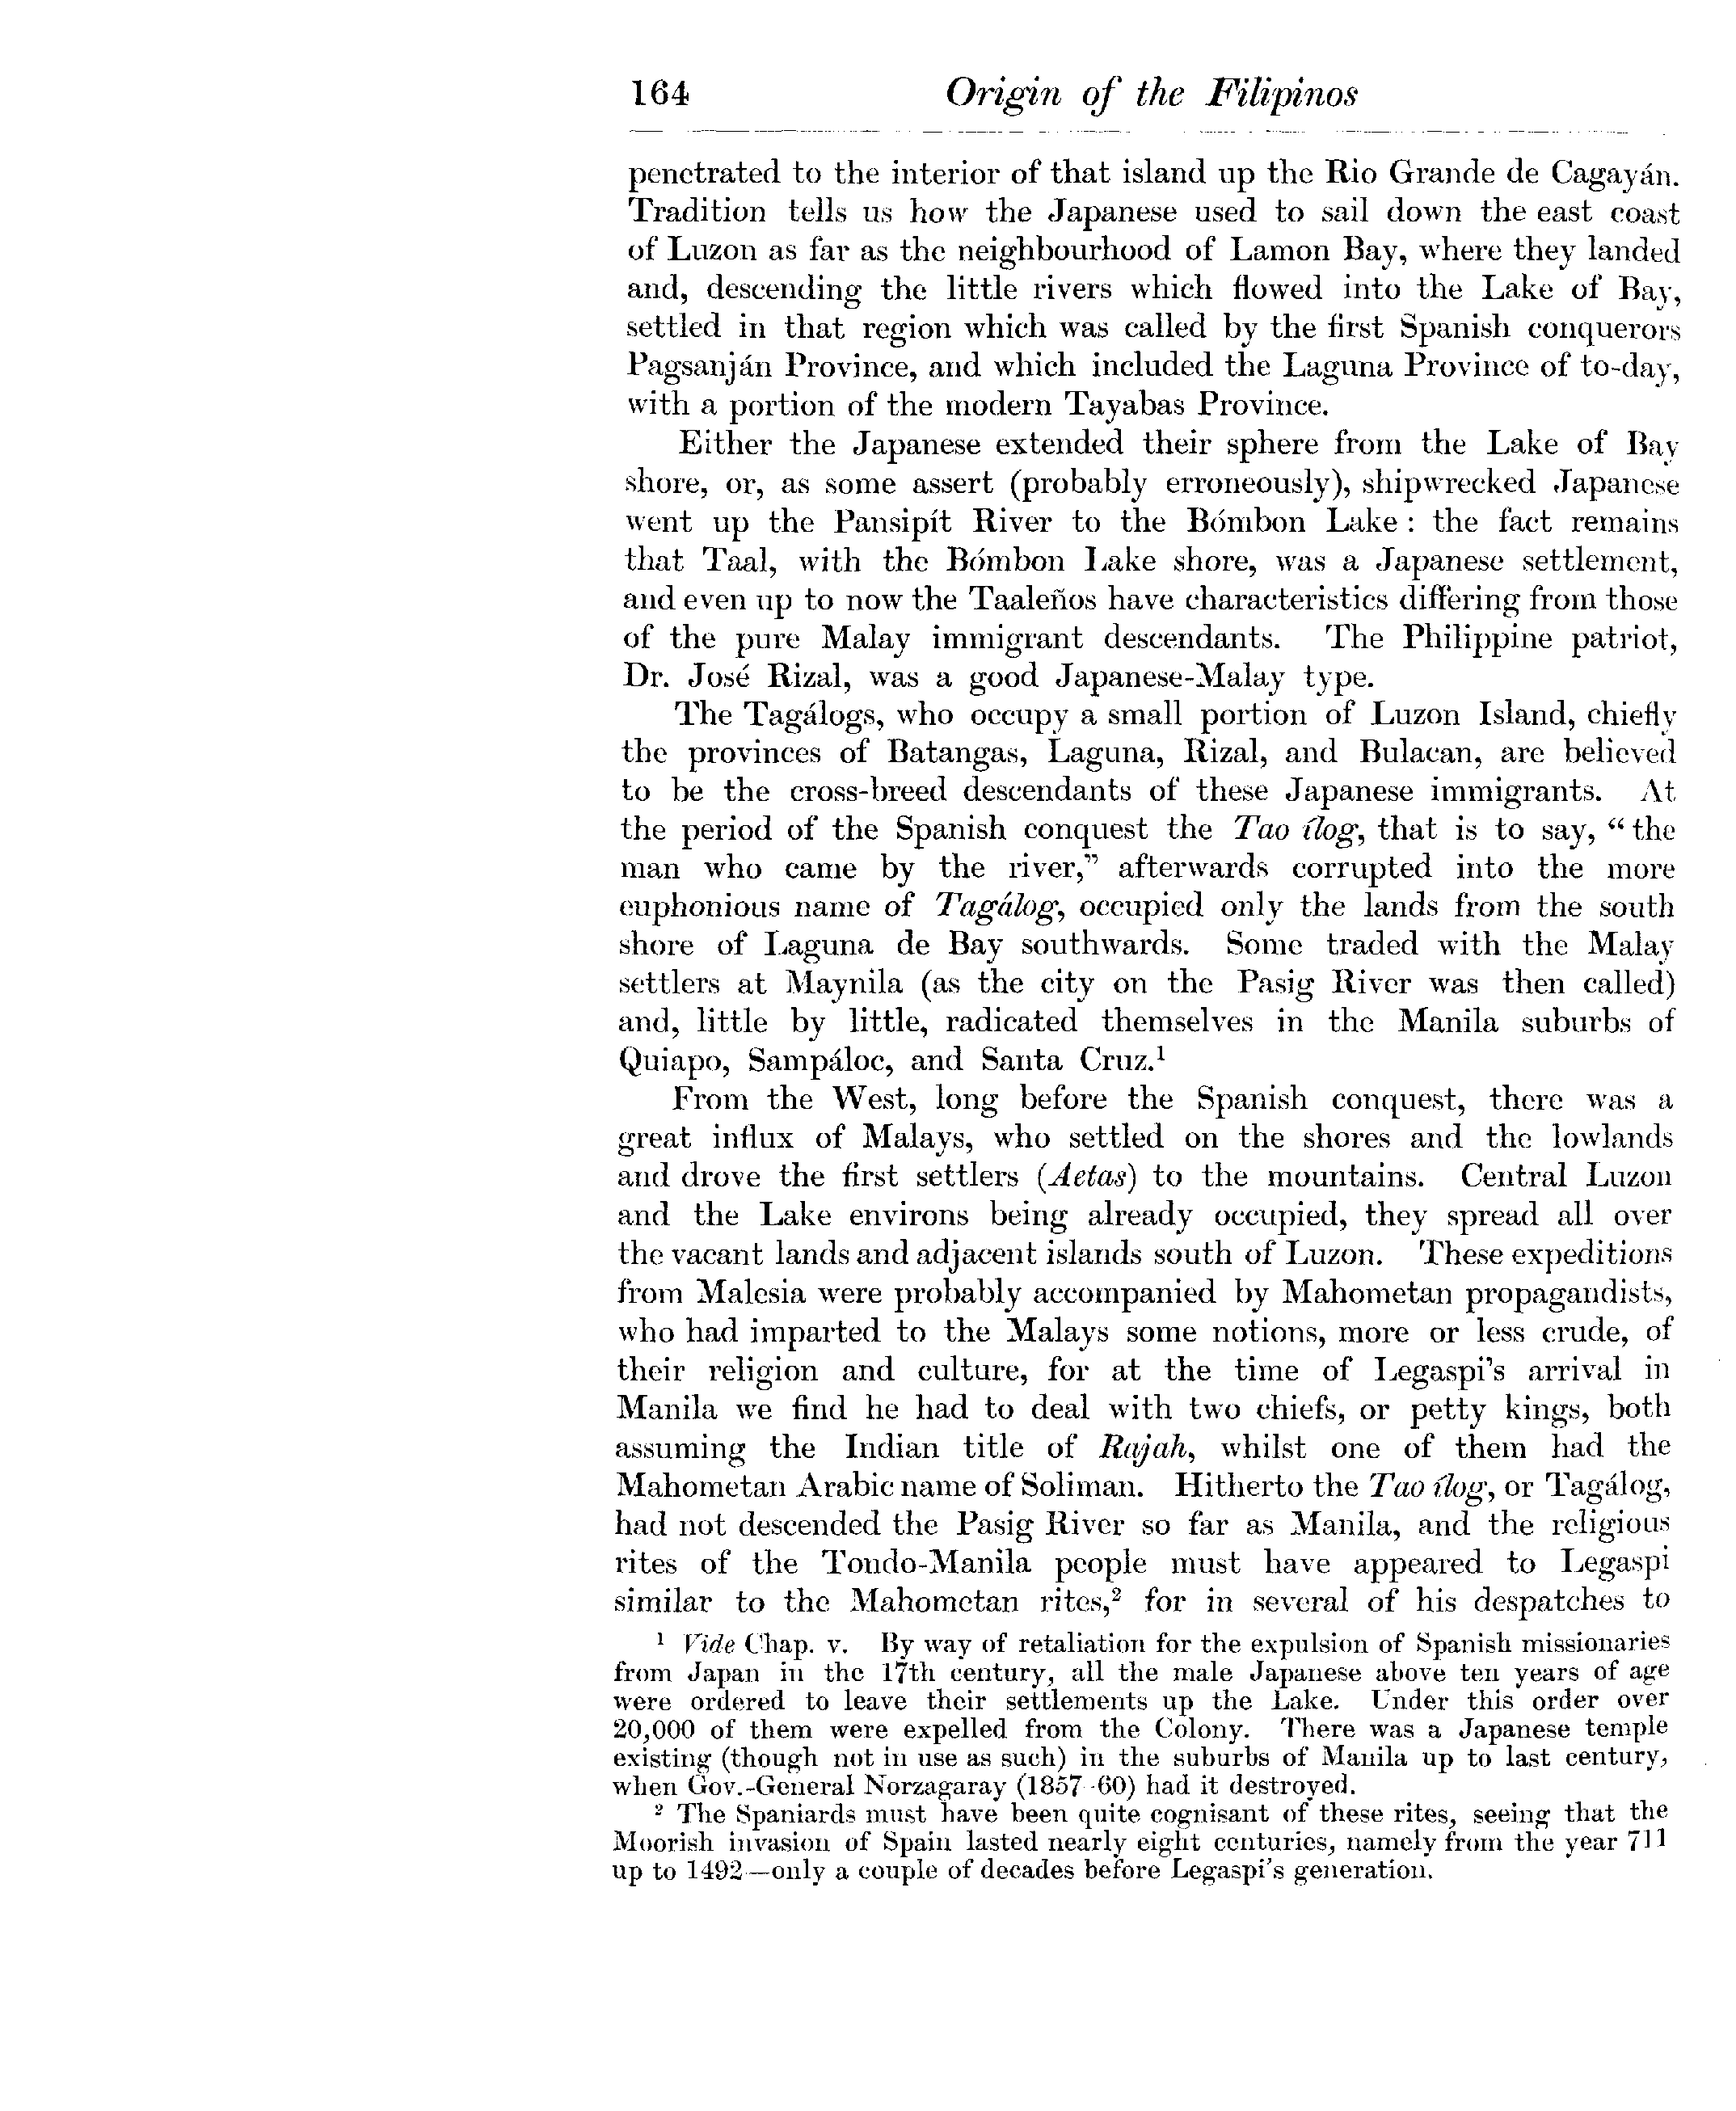 164 Origin of the Filipinos
penetrated to the interior of that island up the Rio Grande de Cagayán.
Tradition tells us how the Japanese used to sail down the east coast
of Luzon as far as the neighbourhood of Lamon Bay, where they landed
and, descending the little rivers which flowed into the Lake of Bay,
settled in that region which was called by the first Spanish conquerors
Pagsanján Province, and which included the Laguna Province of to-day,
with a portion of the modern Tayabas Province.
Either the Japanese extended their sphere from the Lake of Bay
shore, or, as some assert (probably erroneously), shipwrecked Japanese
went up the Pansipít River to the Bómbon Lake : the fact remains
that Taal, with the Bómbon Lake shore, was a Japanese settlement,
and even up to now the Taaleños have characteristics differing from those
of the pure Malay immigrant descendants. The Philippine patriot,
Dr. José Rizal, was a good Japanese-Malay type.
The Tagálogs, who occupy a small portion of Luzon Island, chiefly
the provinces of Batangas, Laguna, Rizal, and Bulacan, are believed
to be the cross-breed descendants of these Japanese immigrants. At
the period of the Spanish conquest the Tao ílog, that is to say, “the
man who came by the river,” afterwards corrupted into the more
euphonious name of Tagálog, occupied only the lands from the south
shore of Laguna de Bay southwards. Some traded with the Malay
settlers at Maynila (as the city on the Pasig River was then called)
and, little by little, radicated themselves in the Manila suburbs of
Quiapo, Sampáloc, and Santa Cruz.¹
From the West, long before the Spanish conquest, there was a
great influx of Malays, who settled on the shores and the lowlands
and drove the first settlers (Aetas) to the mountains. Central Luzon
and the Lake environs being already occupied, they spread all over
the vacant lands and adjacent islands south of Luzon. These expeditions
from Malesia were probably accompanied by Mahometan propagandists,
who had imparted to the Malays some notions, more or less crude, of
their religion and culture, for at the time of Legaspi's arrival in
Manila we find he had to deal with two chiefs, or petty kings, both
assuming the Indian title of Rajah, whilst one of them had the
Mahometan Arabic name of Soliman. Hitherto the Tao ílog, or Tagálog,
had not descended the Pasig River so far as Manila, and the religious
rites of the Tondo-Manila people must have appeared to Legaspi
similar to the Mahometan rites,² for in several of his despatches to
¹ Vide Chap. v. By way of retaliation for the expulsion of Spanish missionaries
from Japan in the 17th century, all the male Japanese above ten years of age
were ordered to leave their settlements up the Lake. Under this order over
20,000 of them were expelled from the Colony. There was a Japanese temple
existing (though not in use as such) in the suburbs of Manila up to last century,
when Gov.-General Norzagaray (1857-60) had it destroyed.
² The Spaniards must have been quite cognisant of these rites, seeing that the
Moorish invasion of Spain lasted nearly eight centuries, namely from the year 711
up to 1492—only a couple of decades before Legaspi's generation.